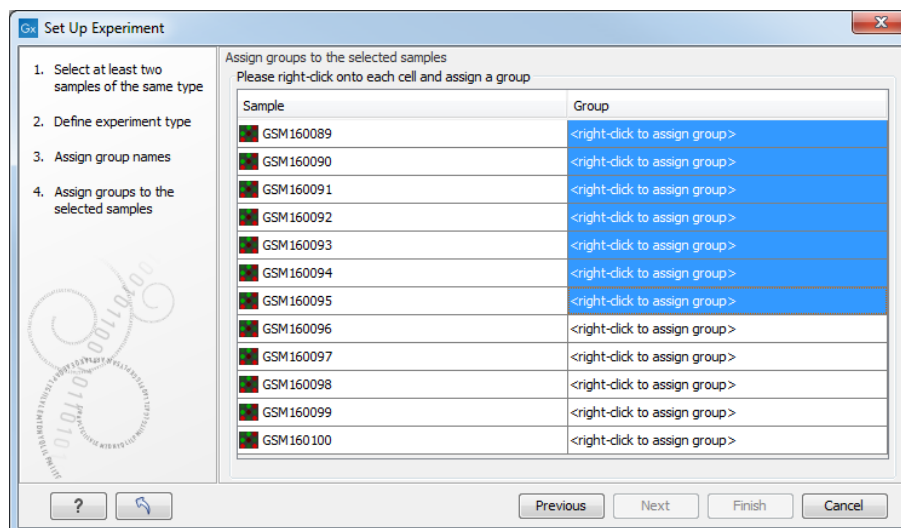 Gx Set Up Experiment
1. Select at least two
samples of the same type
2. Define experiment type
3. Assign group names
4. Assign groups to the
selected samples
Assign groups to the selected samples
Please right-click onto each cell and assign a group
Sample Group
GSM160089 <right-click to assign group>
GSM160090 <right-click to assign group>
GSM160091 <right-click to assign group>
GSM160092 <right-click to assign group>
GSM160093 <right-click to assign group>
GSM160094 <right-click to assign group>
GSM160095 <right-click to assign group>
GSM160096 <right-click to assign group>
GSM160097 <right-click to assign group>
GSM160098 <right-click to assign group>
GSM160099 <right-click to assign group>
GSM160100 <right-click to assign group>
? Previous Next Finish Cancel